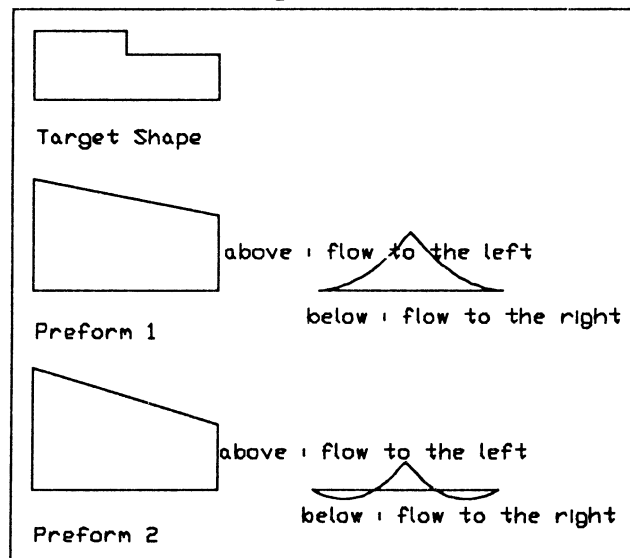 Target Shape
above : flow to the left
below : flow to the right
Preform 1
above : flow to the left
below : flow to the right
Preform 2